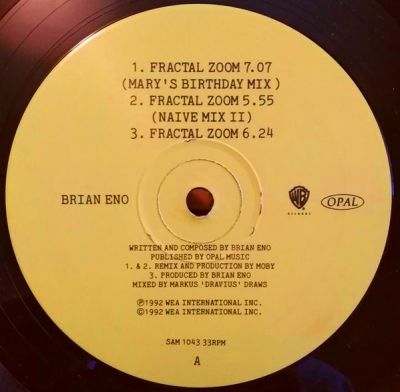 1. FRACTAL ZOOM 7.07
(MARY'S BIRTHDAY MIX )
2. FRACTAL ZOOM 5.55
(NAIVE MIX II)
3. FRACTAL ZOOM 6.24
BRIAN ENO
WB
RECORDS
OPAL
WRITTEN AND COMPOSED BY BRIAN ENO
PUBLISHED BY OPAL MUSIC
1. & 2. REMIX AND PRODUCTION BY MOBY
3. PRODUCED BY BRIAN ENO
MIXED BY MARKUS 'DRAVIUS' DRAWS
℗1992 WEA INTERNATIONAL INC.
©1992 WEA INTERNATIONAL INC.
SAM 1043 33RPM
A